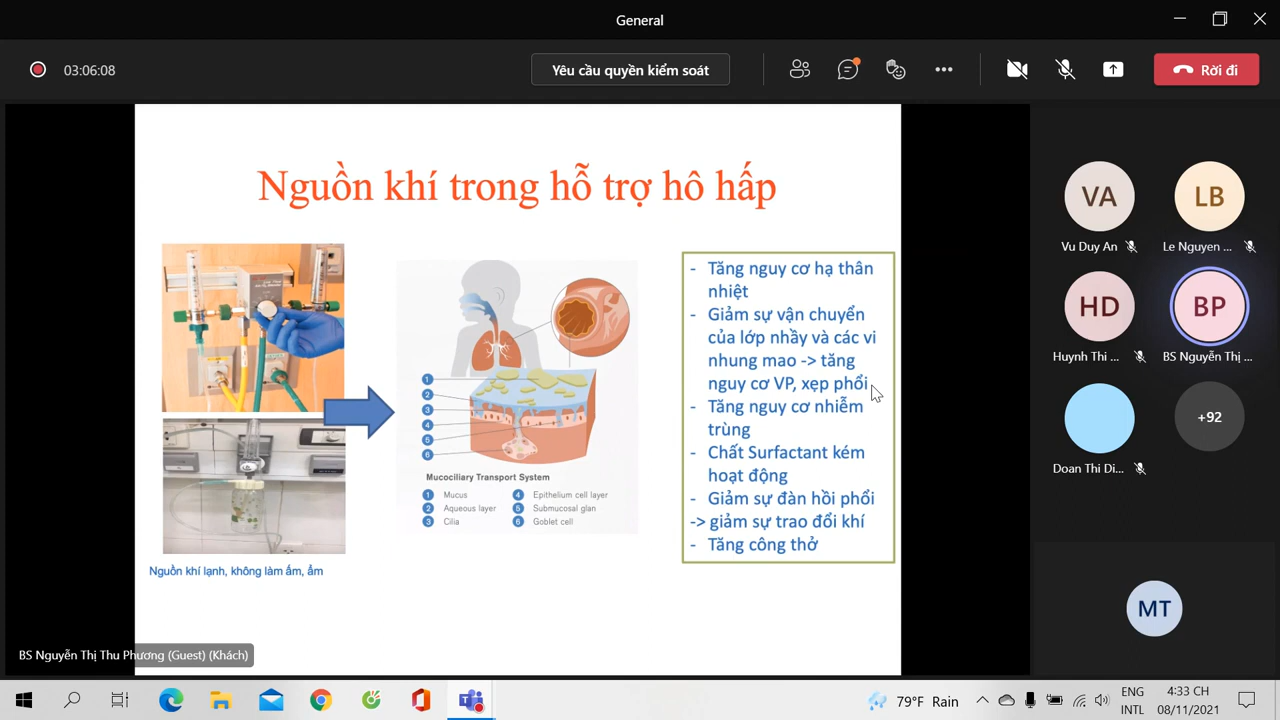 General
03:06:08
Yêu cầu quyền kiểm soát
Rời đi
Nguồn khí trong hỗ trợ hô hấp
- Tăng nguy cơ hạ thân
nhiệt
- Giảm sự vận chuyển
của lớp nhầy và các vi
nhung mao -> tăng
nguy cơ VP, xẹp phổi
- Tăng nguy cơ nhiễm
trùng
- Chất Surfactant kém
hoạt động
- Giảm sự đàn hồi phổi
-> giảm sự trao đổi khí
- Tăng công thở
1
2
3
4
5
6
Mucociliary Transport System
1 Mucus
2 Aqueous layer
3 Cilia
4 Epithelium cell layer
5 Submucosal glan
6 Goblet cell
Nguồn khí lạnh, không làm ấm, ẩm
BS Nguyễn Thị Thu Phương (Guest) (Khách)
VA
Vu Duy An
LB
Le Nguyen ...
HD
Huynh Thi ...
BP
BS Nguyễn Thị ...
Doan Thi Di...
+92
MT
79°F Rain
ENG
INTL
4:33 CH
08/11/2021